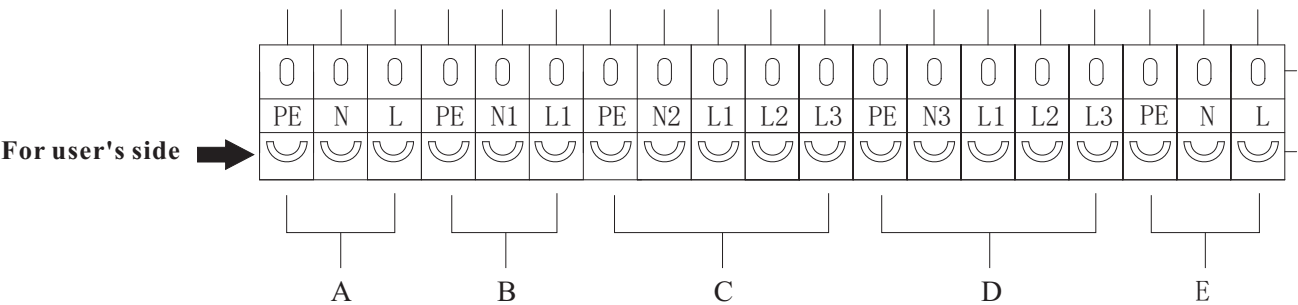 PE N L PE N1 L1 PE N2 L1 L2 L3 PE N3 L1 L2 L3 PE N L
For user's side
A B C D E